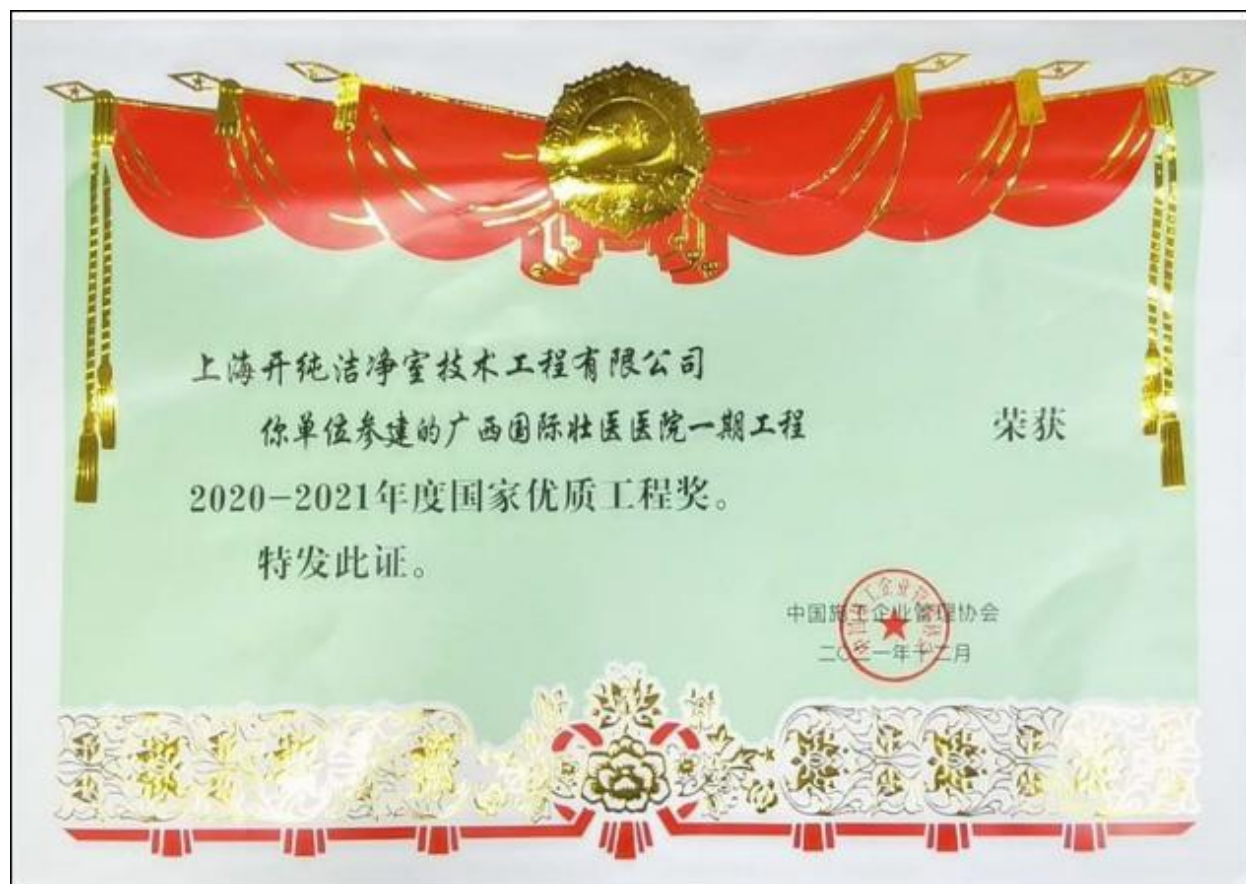 上海开纯洁净室技术工程有限公司
你单位参建的广西国际壮医医院一期工程 荣获
2020-2021年度国家优质工程奖。
特发此证。
中国施工企业管理协会
二〇二一年十二月